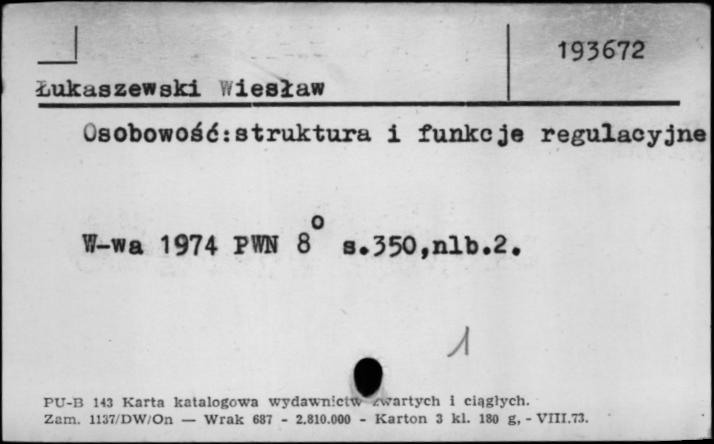 193672
Łukaszewski Wiesław
Osobowość:struktura i funkcje regulacyjne
W-wa 1974 PWN 8° s.350,nlb.2.
1
PU-B 143 Karta katalogowa wydawnictw zwartych i ciągłych.
Zam. 1137/DW/On — Wrak 687 - 2.810.000 - Karton 3 kl. 180 g, - VIII.73.